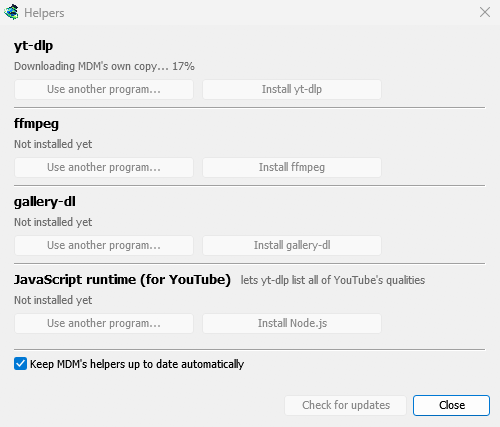 Helpers
yt-dlp
Downloading MDM's own copy... 17%
Use another program... Install yt-dlp
ffmpeg
Not installed yet
Use another program... Install ffmpeg
gallery-dl
Not installed yet
Use another program... Install gallery-dl
JavaScript runtime (for YouTube) lets yt-dlp list all of YouTube's qualities
Not installed yet
Use another program... Install Node.js
Keep MDM's helpers up to date automatically
Check for updates Close